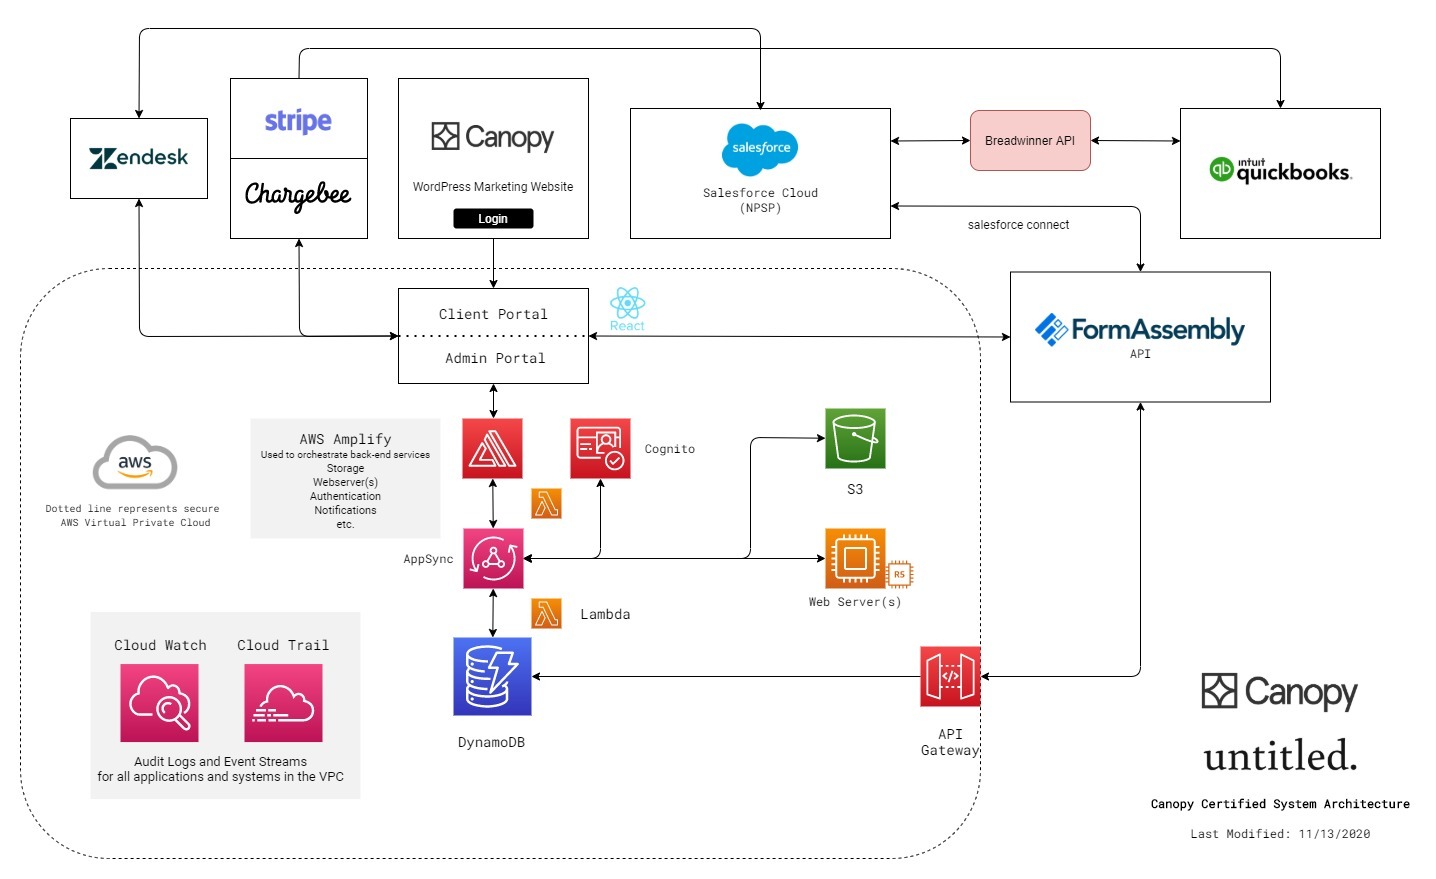 stripe
Zendesk
Chargebee
Canopy
WordPress Marketing Website
Login
salesforce
Salesforce Cloud
(NPSP)
Breadwinner API
intuit
quickbooks.
salesforce connect
Client Portal
Admin Portal
React
FormAssembly
API
aws
Dotted line represents secure
AWS Virtual Private Cloud
AWS Amplify
Used to orchestrate back-end services
Storage
Webserver(s)
Authentication
Notifications
etc.
Cognito
S3
AppSync
RS
Web Server(s)
Lambda
Cloud Watch
Cloud Trail
Audit Logs and Event Streams
for all applications and systems in the VPC
DynamoDB
</>
API
Gateway
Canopy
untitled.
Canopy Certified System Architecture
Last Modified: 11/13/2020